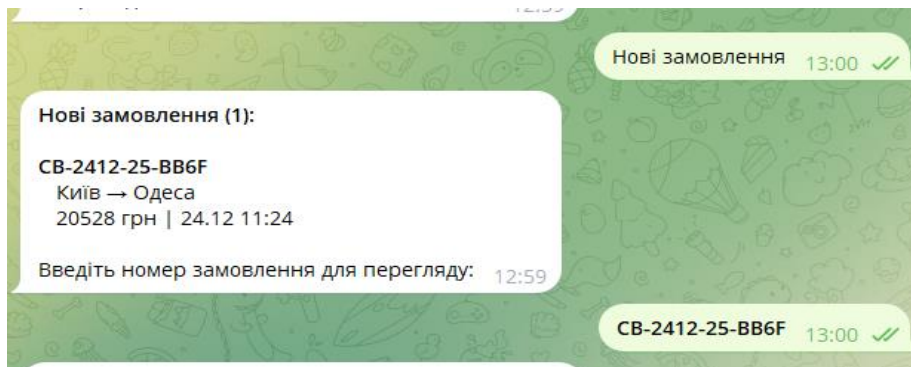 Нові замовлення 13:00
Нові замовлення (1):
CB-2412-25-BB6F
Київ → Одеса
20528 грн | 24.12 11:24
Введіть номер замовлення для перегляду: 12:59
CB-2412-25-BB6F 13:00